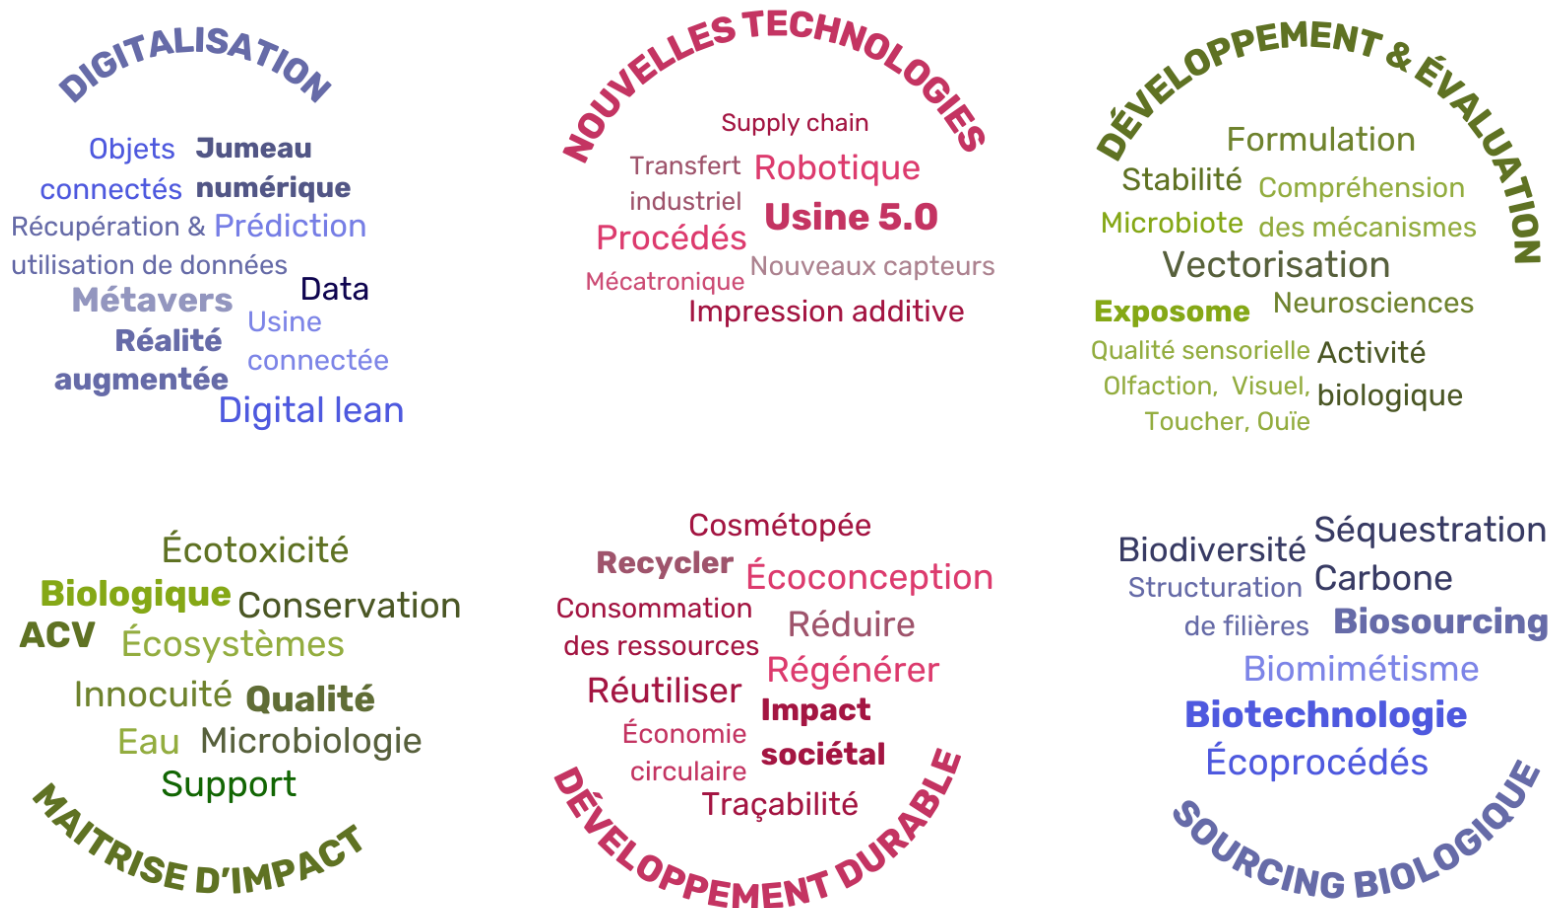 DIGITALISATION
Objets
connectés
Jumeau
numérique
Récupération &
utilisation de données
Prédiction
Métavers
Data
Réalité
augmentée
Usine
connectée
Digital lean
NOUVELLES TECHNOLOGIES
Supply chain
Transfert
industriel
Robotique
Usine 5.0
Procédés
Nouveaux capteurs
Mécatronique
Impression additive
DÉVELOPPEMENT & ÉVALUATION
Formulation
Stabilité
Compréhension
des mécanismes
Microbiote
Vectorisation
Exposome
Neurosciences
Qualité sensorielle
Olfaction, Visuel,
Toucher, Ouïe
Activité
biologique
Écotoxicité
Biologique
Conservation
ACV
Écosystèmes
Innocuité
Qualité
Eau
Microbiologie
Support
MAITRISE D'IMPACT
Cosmétopée
Recycler
Écoconception
Consommation
des ressources
Réduire
Régénérer
Réutiliser
Impact
sociétal
Économie
circulaire
Traçabilité
DÉVELOPPEMENT DURABLE
Biodiversité
Séquestration
Carbone
Structuration
de filières
Biosourcing
Biomimétisme
Biotechnologie
Écoprocédés
SOURCING BIOLOGIQUE